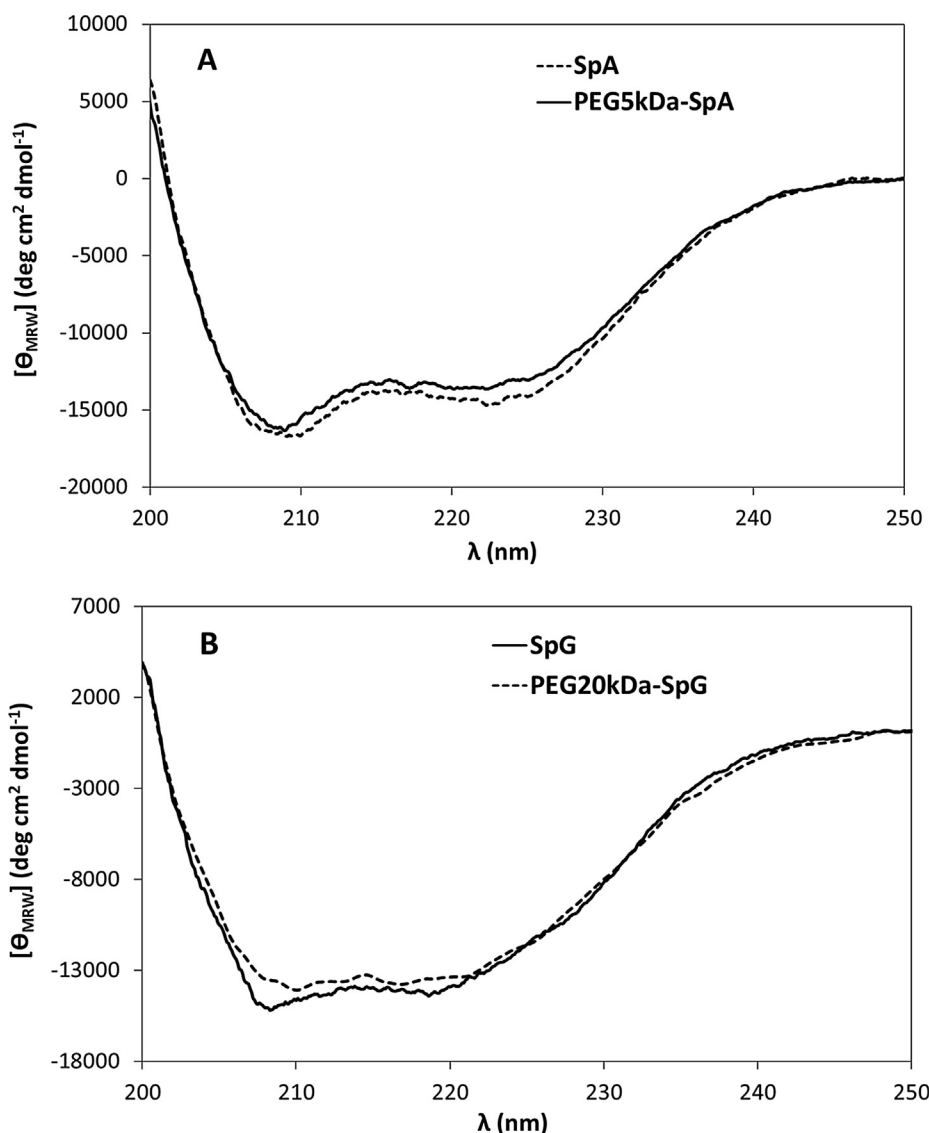 10000
A
SpA
PEG5kDa-SpA
5000
0
-5000
-10000
-15000
-20000
200
210
220
230
240
250
[ϴMRW] (deg cm² dmol⁻¹)
λ (nm)
7000
B
SpG
PEG20kDa-SpG
2000
-3000
-8000
-13000
-18000
200
210
220
230
240
250
[ϴMRW] (deg cm² dmol⁻¹)
λ (nm)